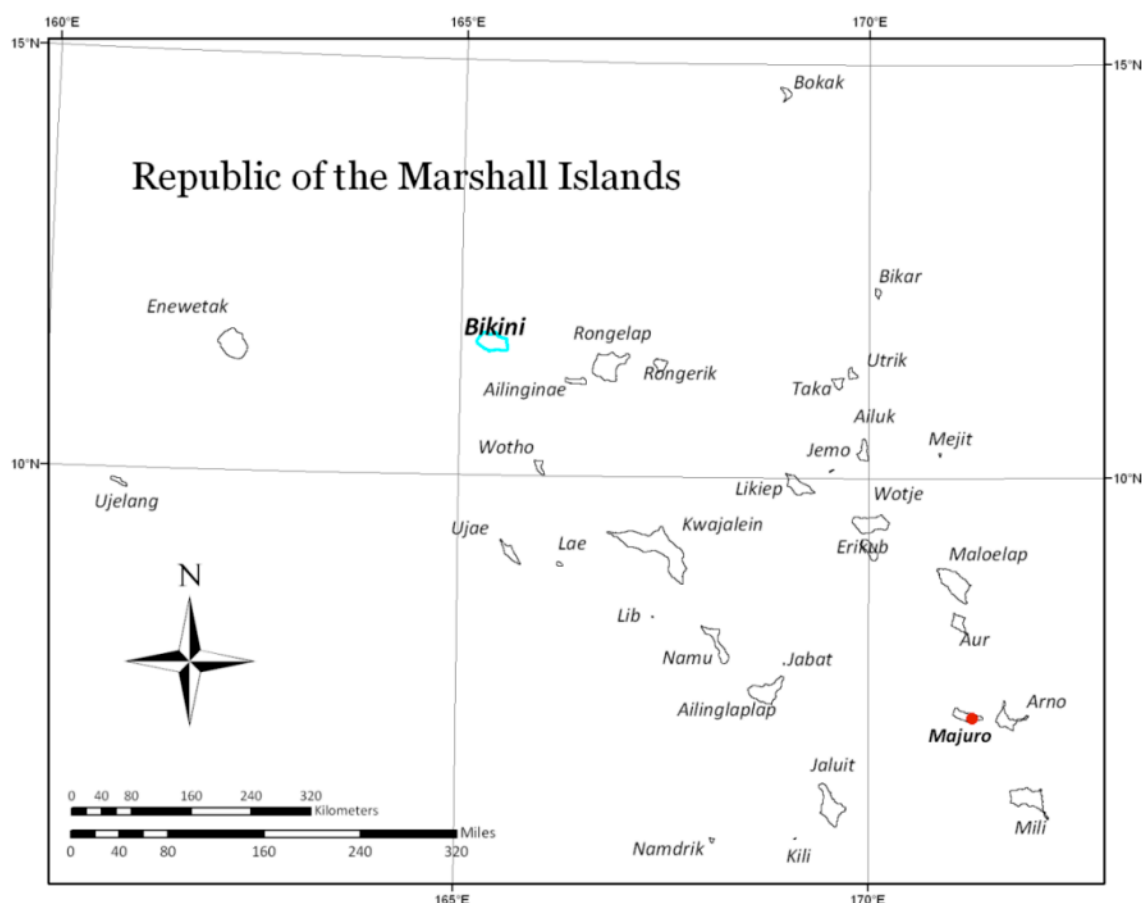 160°E 165°E 170°E
15°N 15°N
Bokak
Republic of the Marshall Islands
Bikar
Enewetak
Bikini
Rongelap
Utrik
Rongerik
Ailinginae
Taka
Ailuk
Mejit
Wotho
Jemo
10°N 10°N
Likiep
Wotje
Ujelang
Kwajalein
Ujae
Lae
Erikub
Maloelap
N
Lib
Aur
Namu
Jabat
Ailinglaplap
Arno
Majuro
Jaluit
0 40 80 160 240 320
Kilometers
Miles
0 40 80 160 240 320
Mili
Namdrik
Kili
165°E 170°E